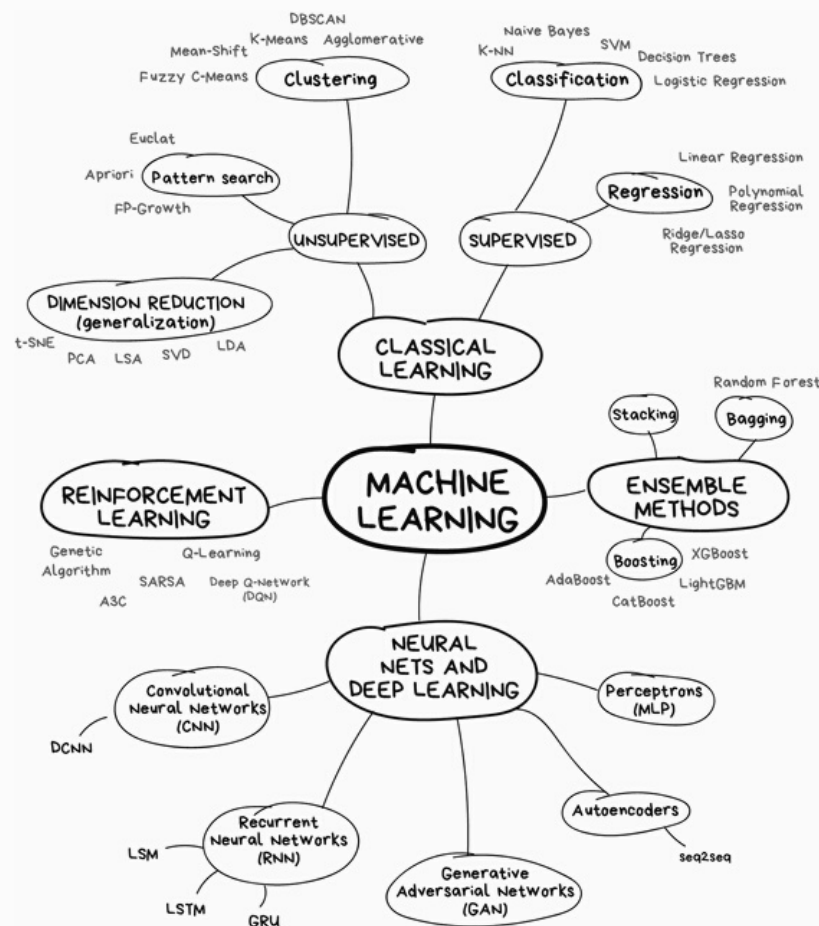 DBSCAN
K-Means
Agglomerative
Mean-Shift
Fuzzy C-Means
Clustering
Naive Bayes
K-NN
SVM
Decision Trees
Classification
Logistic Regression
Euclat
Apriori
Pattern search
FP-Growth
Linear Regression
Regression
Polynomial
Regression
Ridge/Lasso
Regression
UNSUPERVISED
SUPERVISED
DIMENSION REDUCTION
(generalization)
t-SNE
PCA
LSA
SVD
LDA
CLASSICAL
LEARNING
Random Forest
Stacking
Bagging
MACHINE
LEARNING
REINFORCEMENT
LEARNING
ENSEMBLE
METHODS
Genetic
Algorithm
Q-Learning
SARSA
Deep Q-Network
(DQN)
A3C
Boosting
XGBoost
AdaBoost
LightGBM
CatBoost
NEURAL
NETS AND
DEEP LEARNING
Convolutional
Neural Networks
(CNN)
DCNN
Perceptrons
(MLP)
Autoencoders
seq2seq
Recurrent
Neural Networks
(RNN)
LSM
LSTM
GRU
Generative
Adversarial Networks
(GAN)